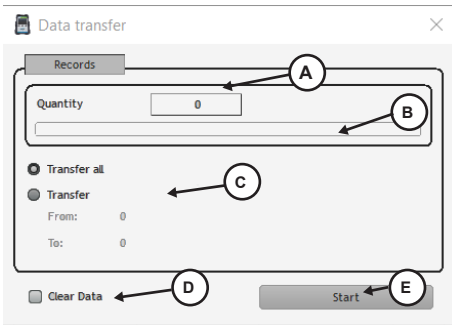 Data transfer
Records
A
Quantity 0
B
Transfer all
Transfer
C
From: 0
To: 0
Clear Data D
Start E